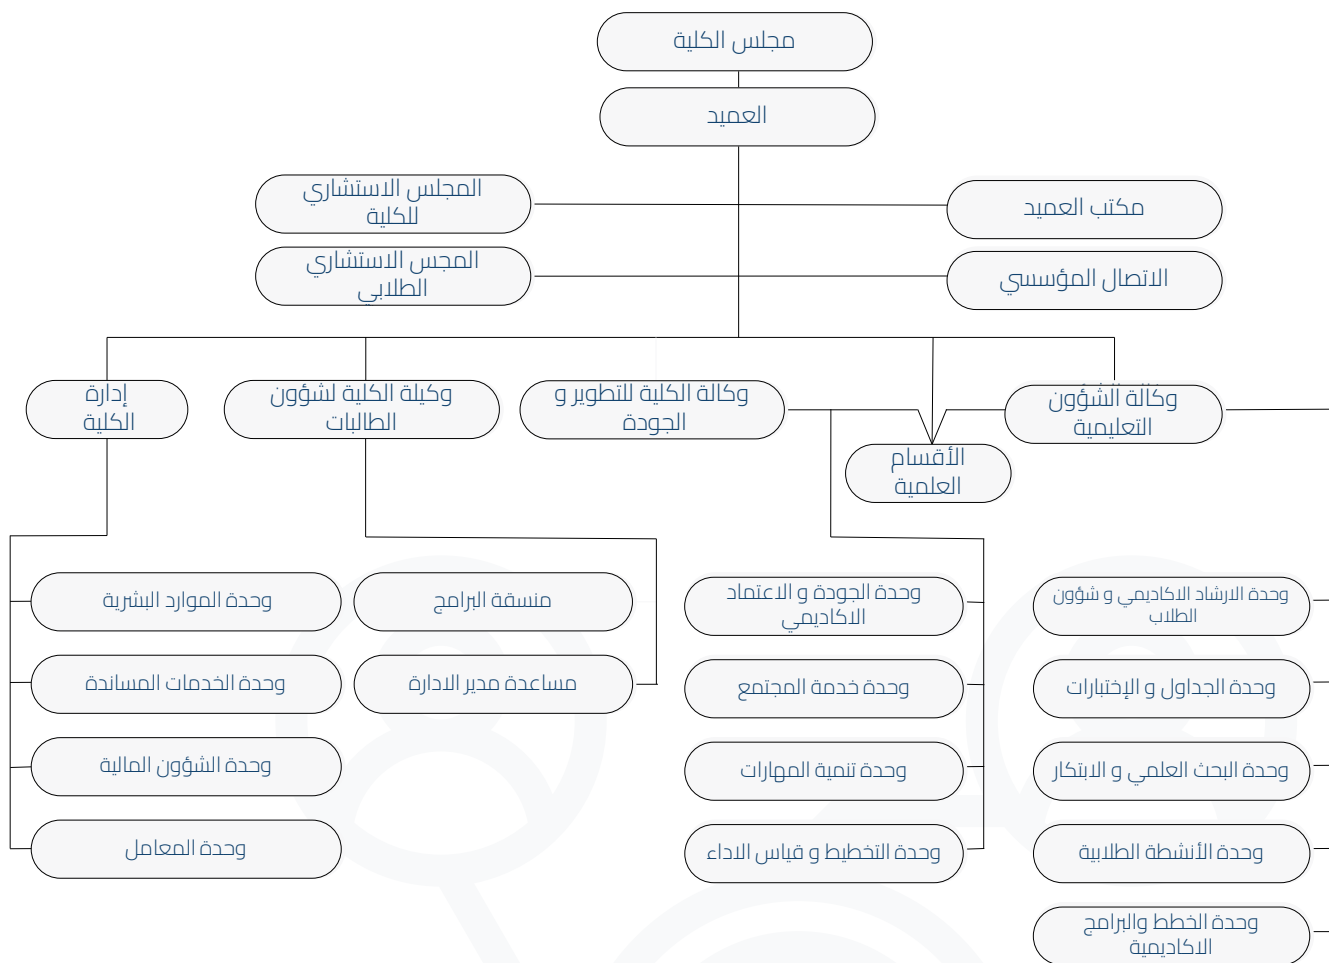 مجلس الكلية
العميد
مكتب العميد
المجلس الاستشاري
للكلية
الاتصال المؤسسي
المجس الاستشاري
الطلابي
وكالة الشؤون
التعليمية
وكالة الكلية للتطوير و
الجودة
وكيلة الكلية لشؤون
الطالبات
إدارة
الكلية
الأقسام
العلمية
وحدة الارشاد الاكاديمي و شؤون
الطلاب
وحدة الجداول و الإختبارات
وحدة البحث العلمي و الابتكار
وحدة الأنشطة الطلابية
وحدة الخطط والبرامج
الاكاديمية
وحدة الجودة و الاعتماد
الاكاديمي
وحدة خدمة المجتمع
وحدة تنمية المهارات
وحدة التخطيط و قياس الاداء
منسقة البرامج
مساعدة مدير الادارة
وحدة الموارد البشرية
وحدة الخدمات المساندة
وحدة الشؤون المالية
وحدة المعامل